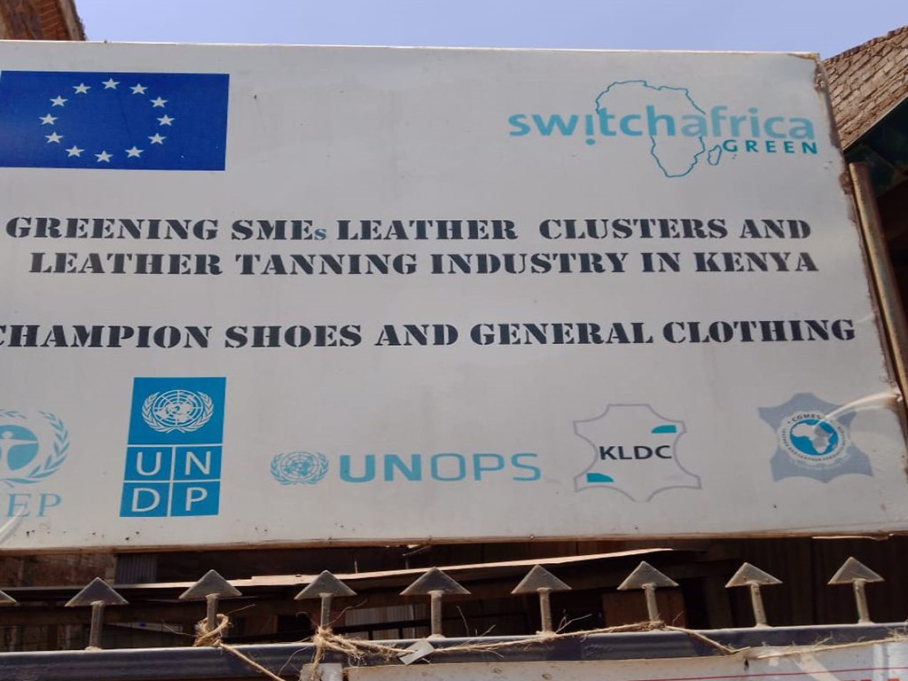 switchafrica
GREEN
GREENING SMEs LEATHER CLUSTERS AND
LEATHER TANNING INDUSTRY IN KENYA
CHAMPION SHOES AND GENERAL CLOTHING
EP
UN
DP
UNOPS
KLDC
COMESA